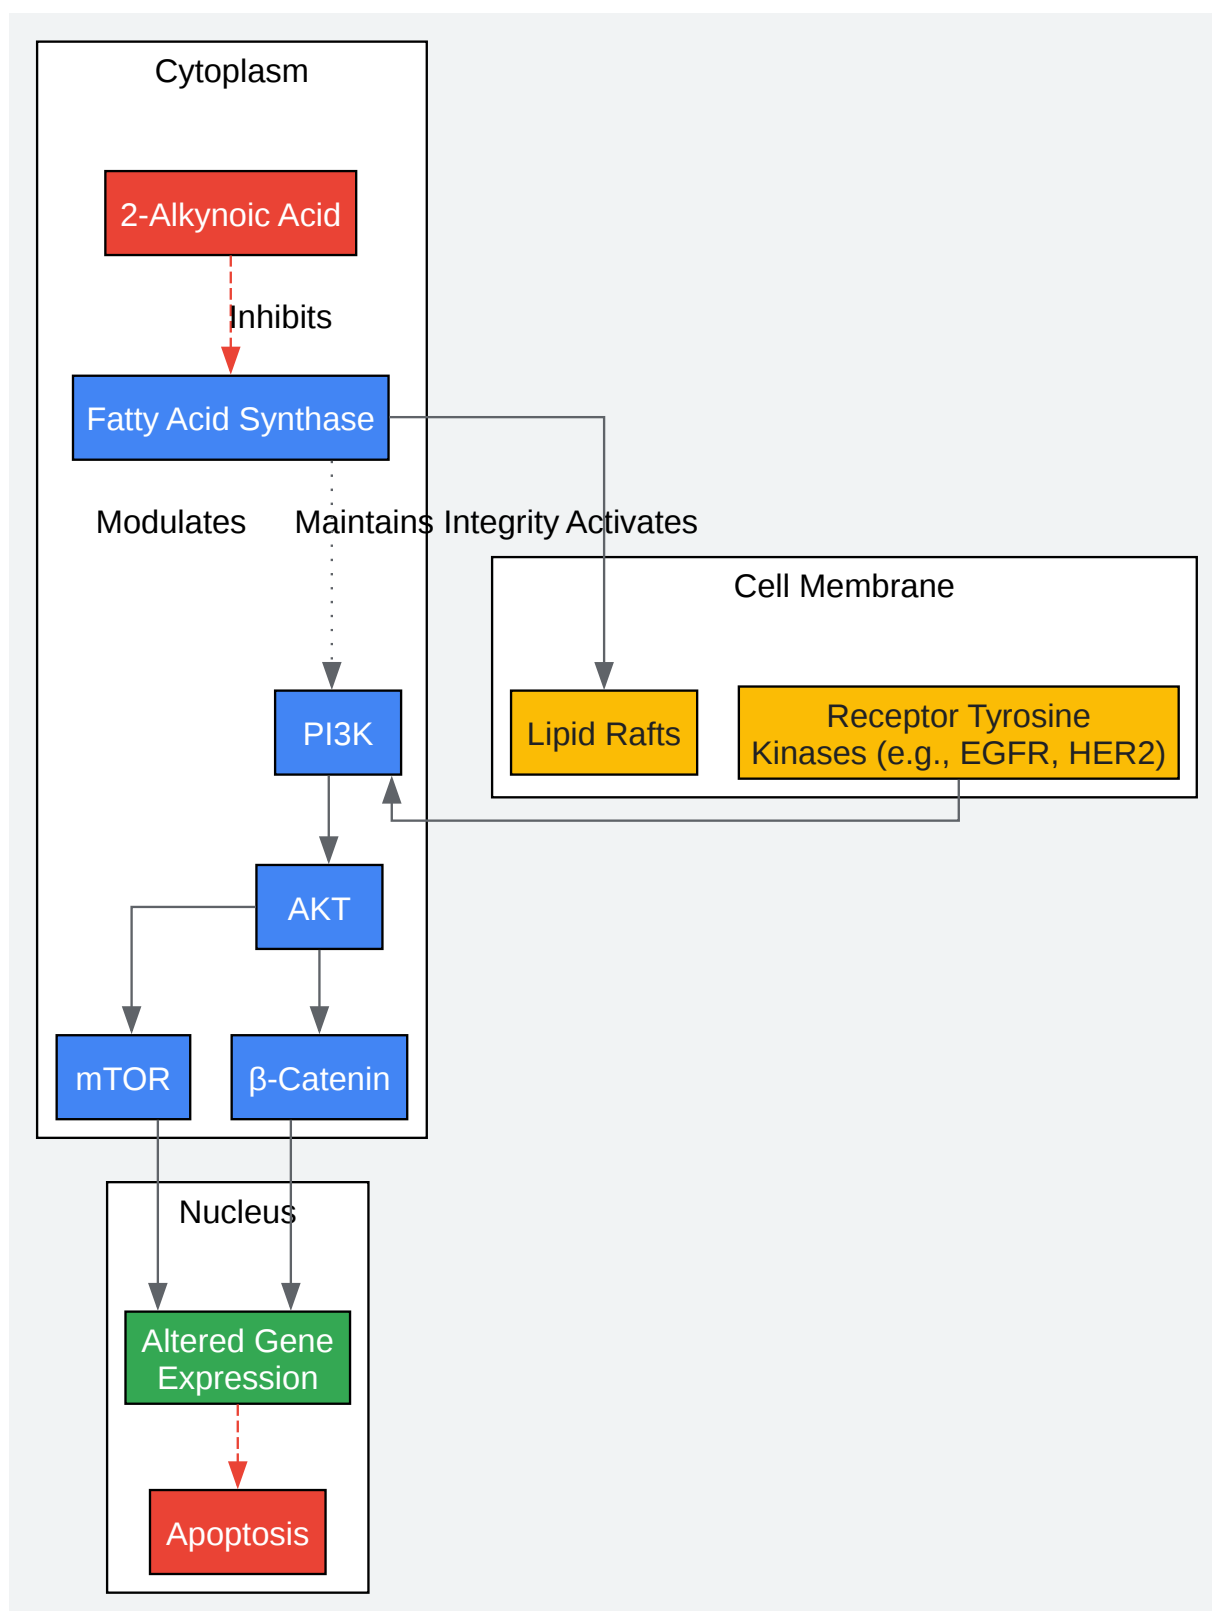 Cytoplasm
2-Alkynoic Acid
Inhibits
Fatty Acid Synthase
Modulates
Maintains Integrity
Activates
Cell Membrane
PI3K
Lipid Rafts
Receptor Tyrosine
Kinases (e.g., EGFR, HER2)
AKT
mTOR
β-Catenin
Nucleus
Altered Gene
Expression
Apoptosis